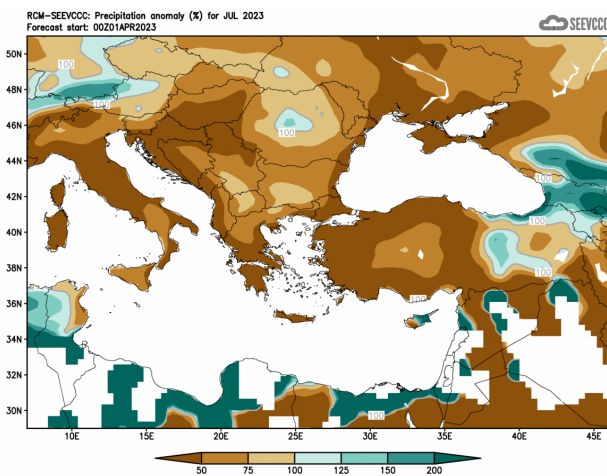 RCM-SEEVCCC: Precipitation anomaly (%) for JUL 2023
Forecast start: 00Z01APR2023
SEEVCCC
50N
48N
46N
44N
42N
40N
38N
36N
34N
32N
30N
100
100
100
100
100
100
100
100
10E
15E
20E
25E
30E
35E
40E
45E
50 75 100 125 150 200